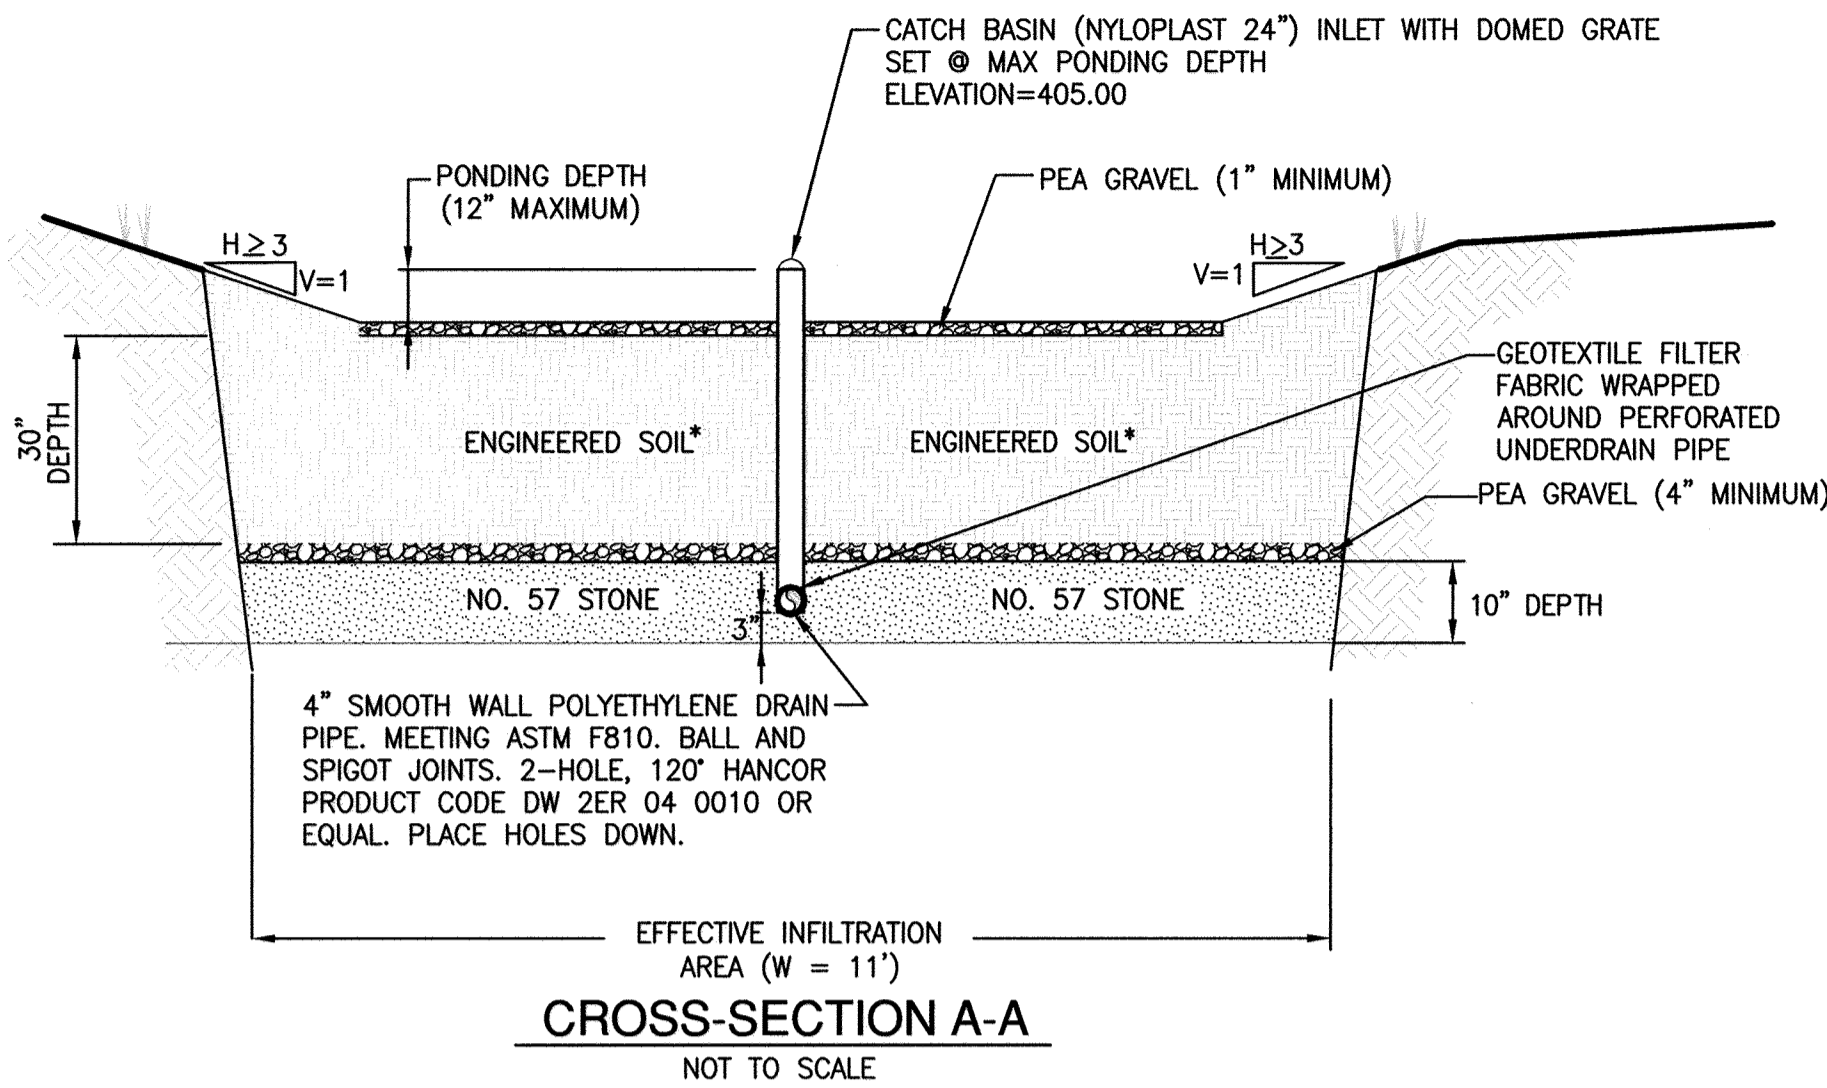 CATCH BASIN (NYLOPLAST 24") INLET WITH DOMED GRATE
SET @ MAX PONDING DEPTH
ELEVATION=405.00
PONDING DEPTH
(12" MAXIMUM)
PEA GRAVEL (1" MINIMUM)
H≥3
V=1
H≥3
V=1
GEOTEXTILE FILTER
FABRIC WRAPPED
AROUND PERFORATED
UNDERDRAIN PIPE
30"
DEPTH
ENGINEERED SOIL*
ENGINEERED SOIL*
PEA GRAVEL (4" MINIMUM)
NO. 57 STONE
NO. 57 STONE
10" DEPTH
3"
4" SMOOTH WALL POLYETHYLENE DRAIN
PIPE. MEETING ASTM F810. BALL AND
SPIGOT JOINTS. 2-HOLE, 120° HANCOR
PRODUCT CODE DW 2ER 04 0010 OR
EQUAL. PLACE HOLES DOWN.
EFFECTIVE INFILTRATION
AREA (W = 11')
CROSS-SECTION A-A
NOT TO SCALE